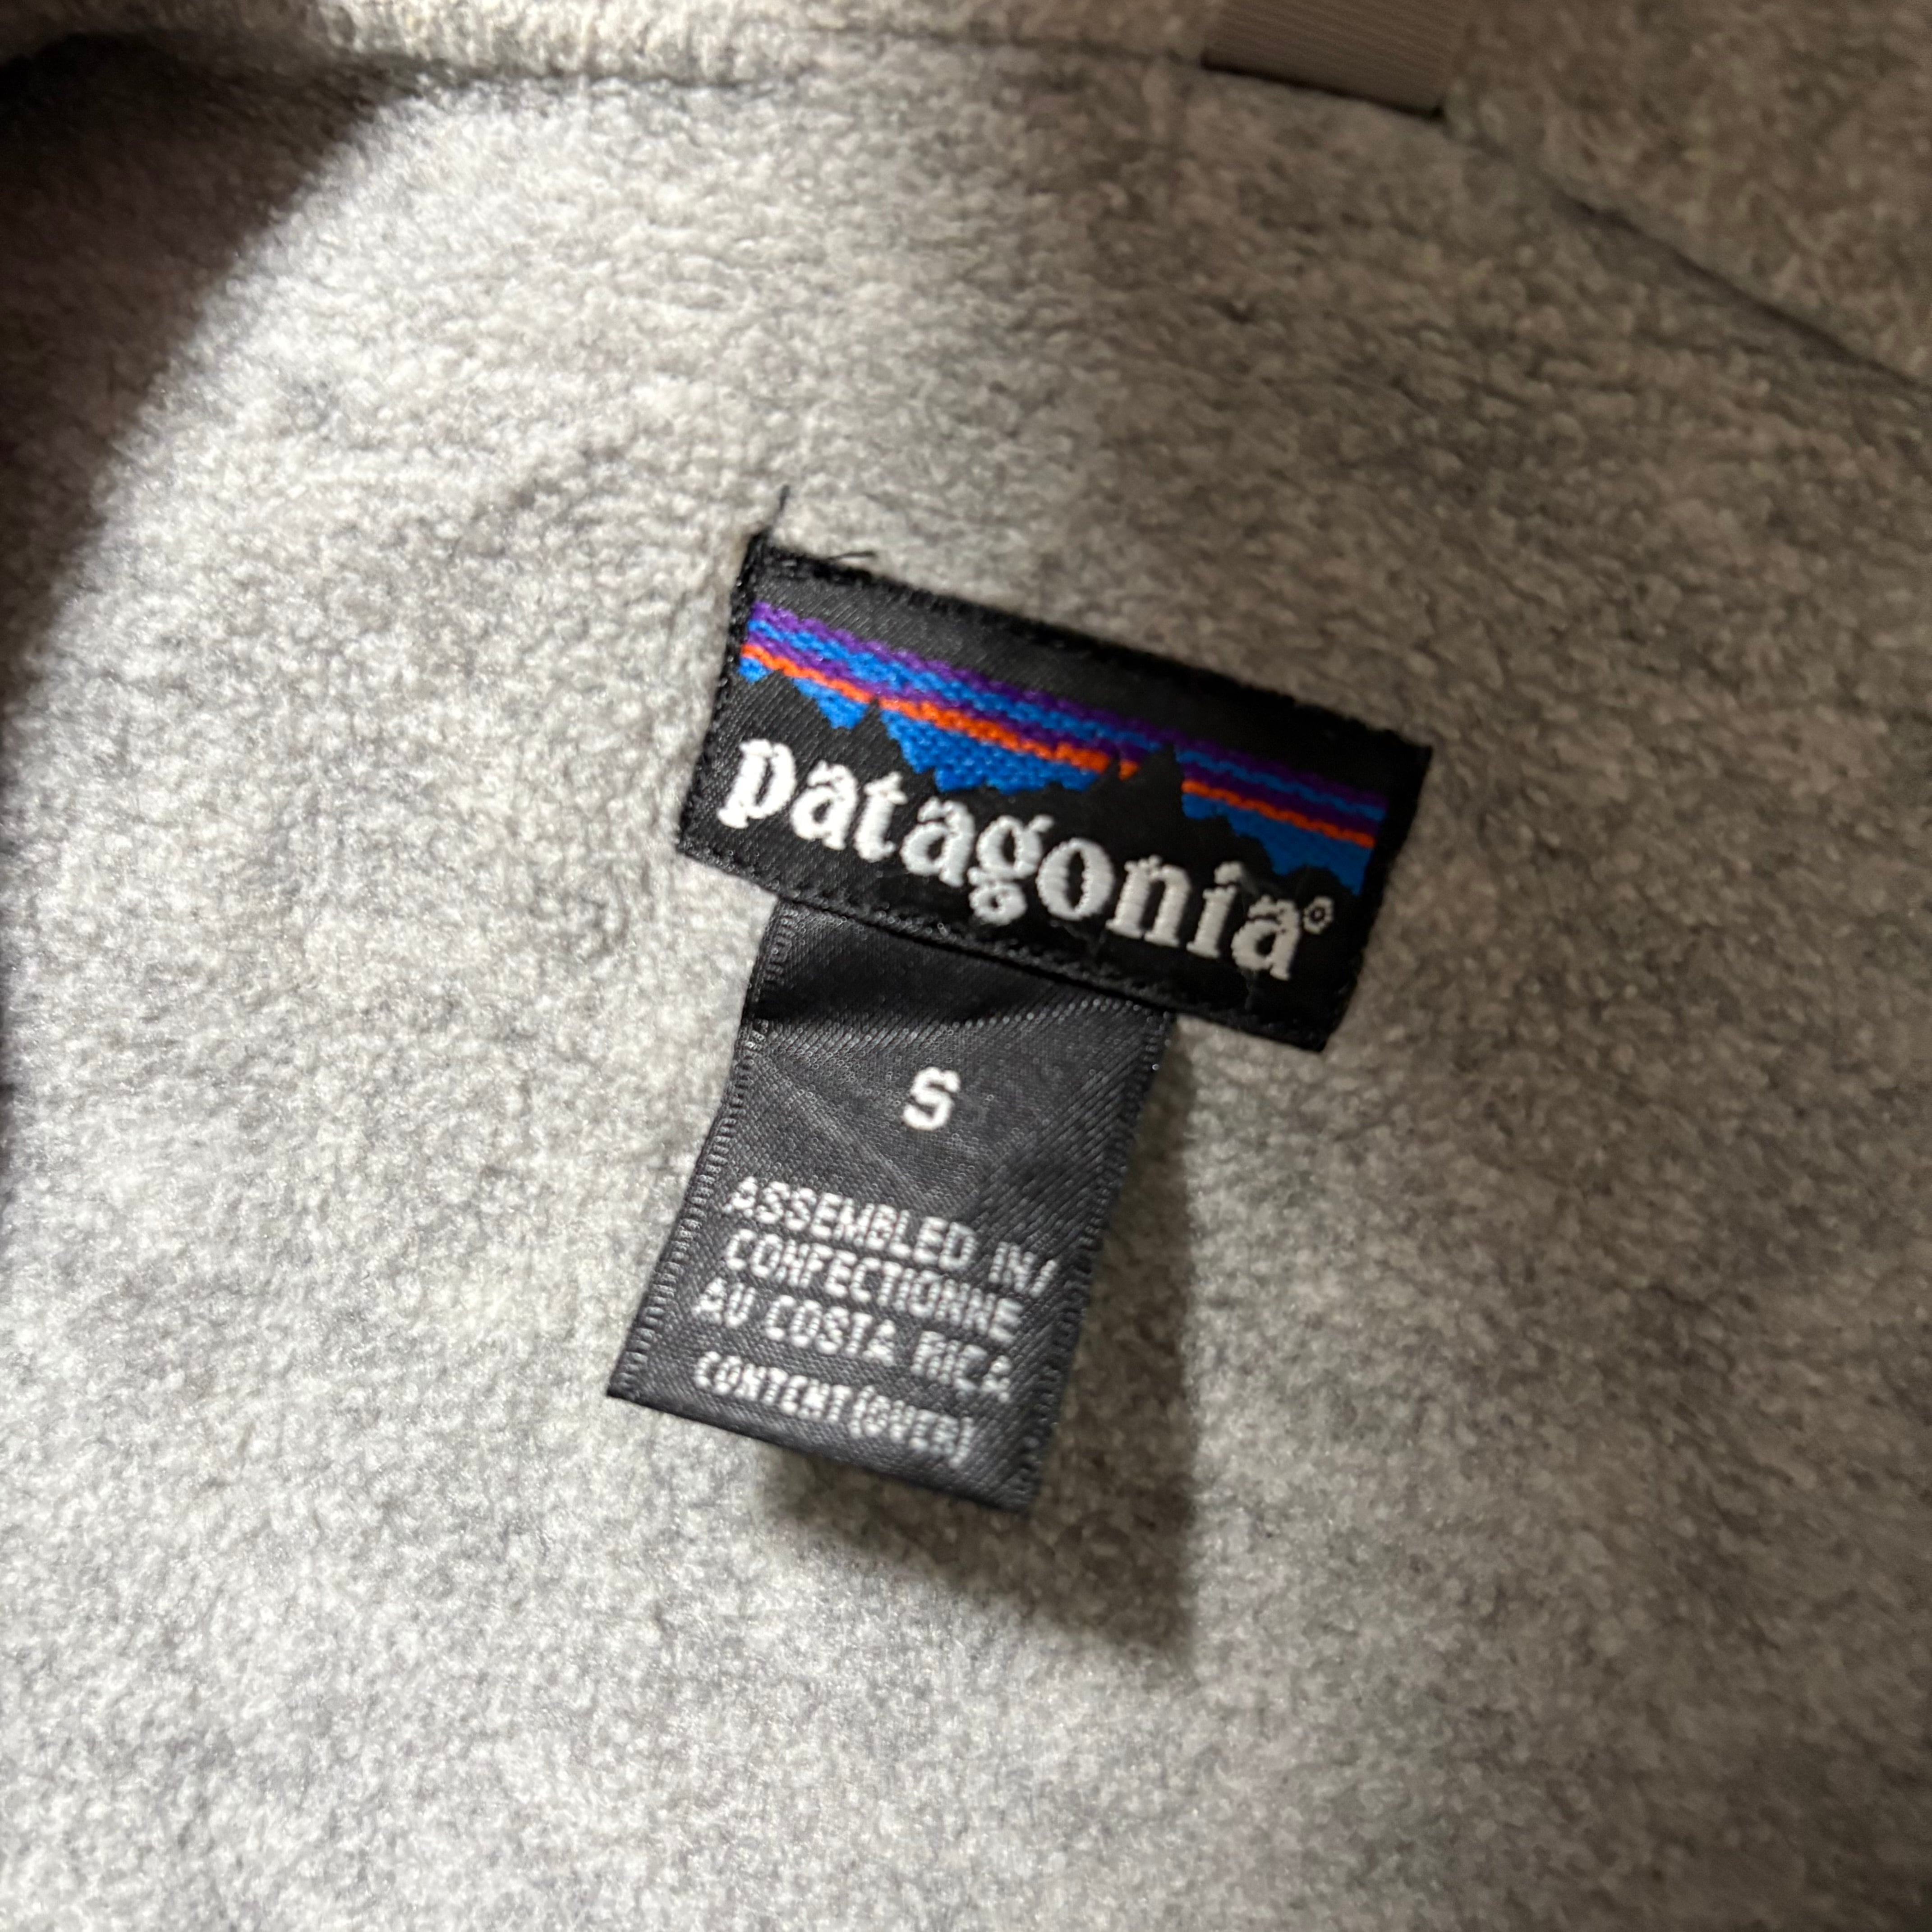 patagonia®
S
ASSEMBLED IN/
CONFECTIONNE
AU COSTA RICA
CONTENT (OVER)